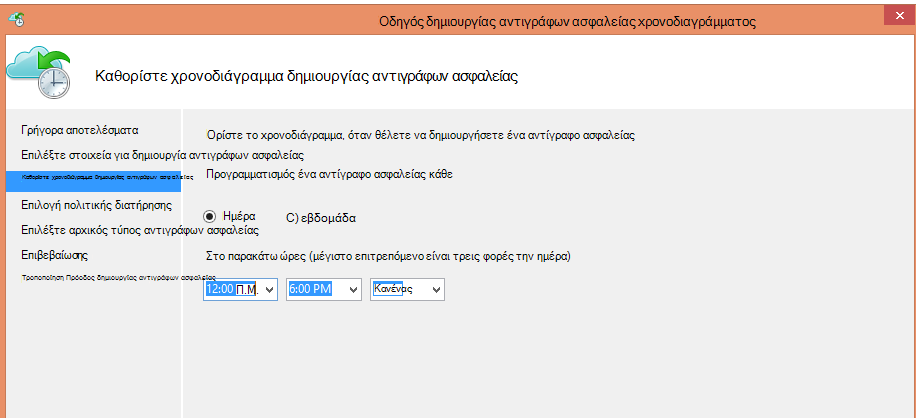 Οδηγός δημιουργίας αντιγράφων ασφαλείας χρονοδιαγράμματος
Καθορίστε χρονοδιάγραμμα δημιουργίας αντιγράφων ασφαλείας
Γρήγορα αποτελέσματα
Επιλέξτε στοιχεία για δημιουργία αντιγράφων ασφαλείας
Καθορίστε χρονοδιάγραμμα δημιουργίας αντιγράφων ασφαλείας
Επιλογή πολιτικής διατήρησης
Επιλέξτε αρχικός τύπος αντιγράφων ασφαλείας
Επιβεβαίωσης
Τροποποίηση Πρόοδος δημιουργίας αντιγράφων ασφαλείας
Ορίστε το χρονοδιάγραμμα, όταν θέλετε να δημιουργήσετε ένα αντίγραφο ασφαλείας
Προγραμματισμός ένα αντίγραφο ασφαλείας κάθε
Ημέρα C) εβδομάδα
Στο παρακάτω ώρες (μέγιστο επιτρεπόμενο είναι τρεις φορές την ημέρα)
12:00 Π.Μ. 6:00 PM Κανένας